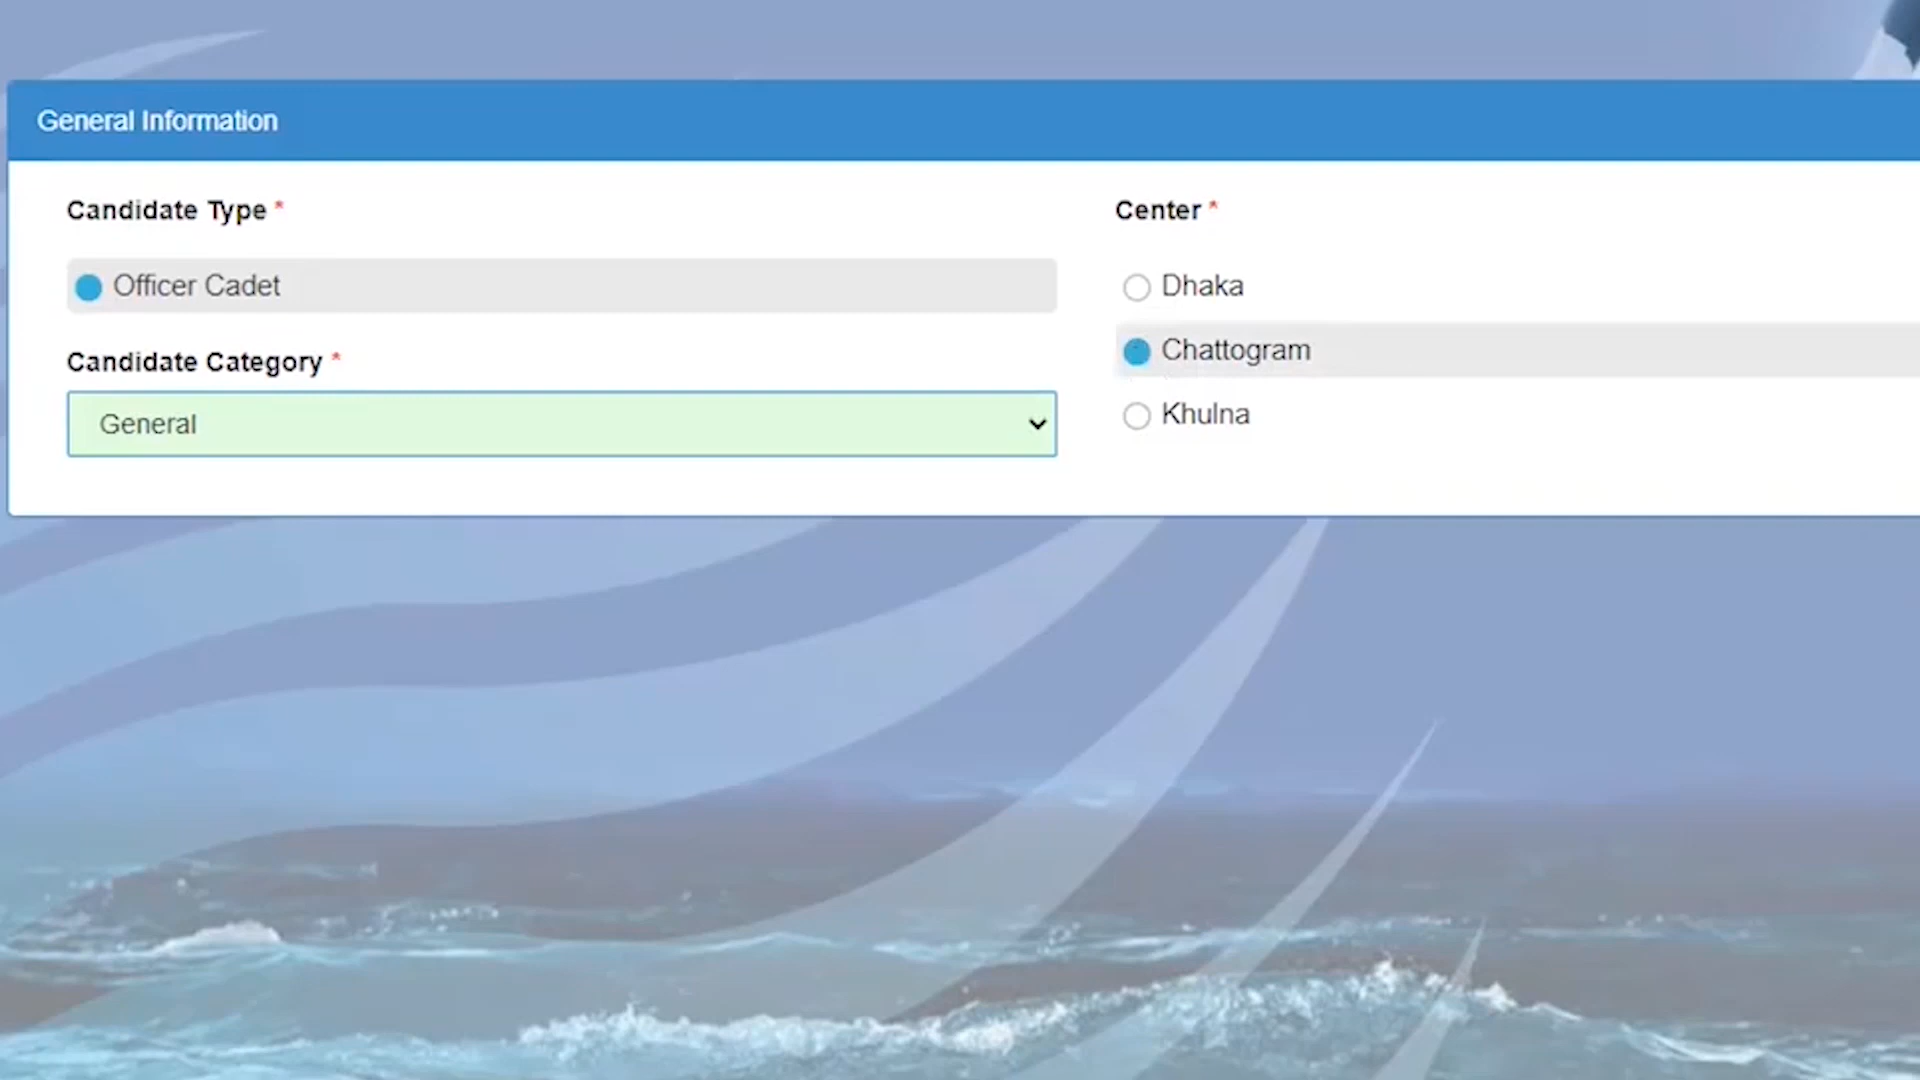 General Information
Candidate Type *
Officer Cadet
Candidate Category *
General
Center *
Dhaka
Chattogram
Khulna